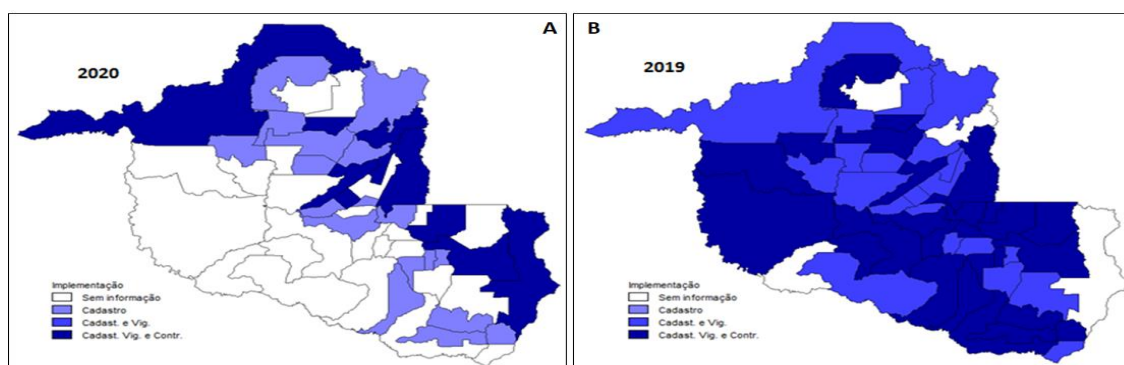 A
2020
Implementação
Sem informação
Cadastro
Cadast. e Vig.
Cadast. Vig. e Contr.
B
2019
Implementação
Sem informação
Cadastro
Cadast. e Vig.
Cadast. Vig. e Contr.